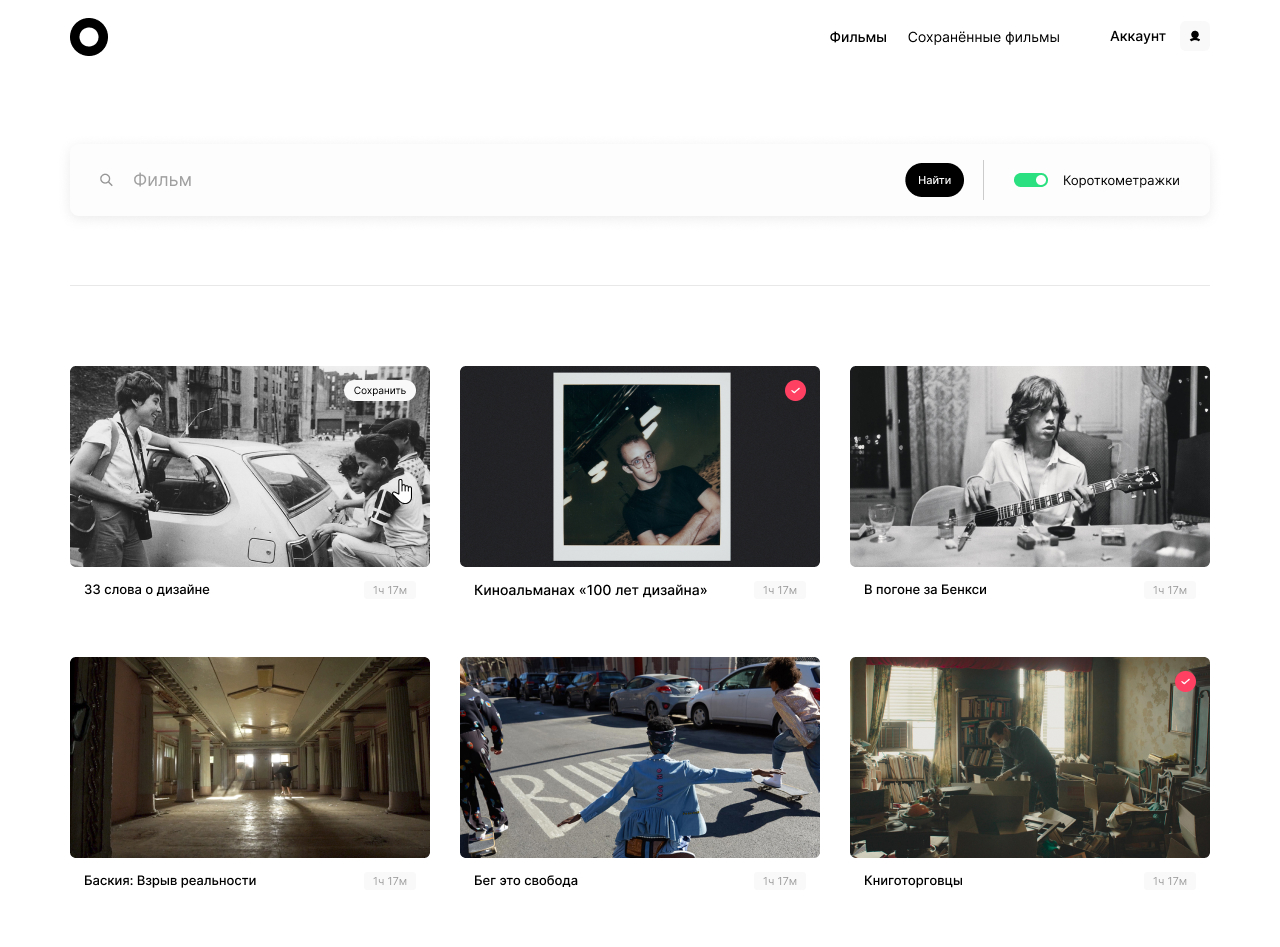 Фильмы Сохранённые фильмы Аккаунт
Фильм Найти Короткометражки
Сохранить
33 слова о дизайне 1ч 17м
Киноальманах «100 лет дизайна» 1ч 17м
В погоне за Бенкси 1ч 17м
RUN
Баския: Взрыв реальности 1ч 17м
Бег это свобода 1ч 17м
Книготорговцы 1ч 17м